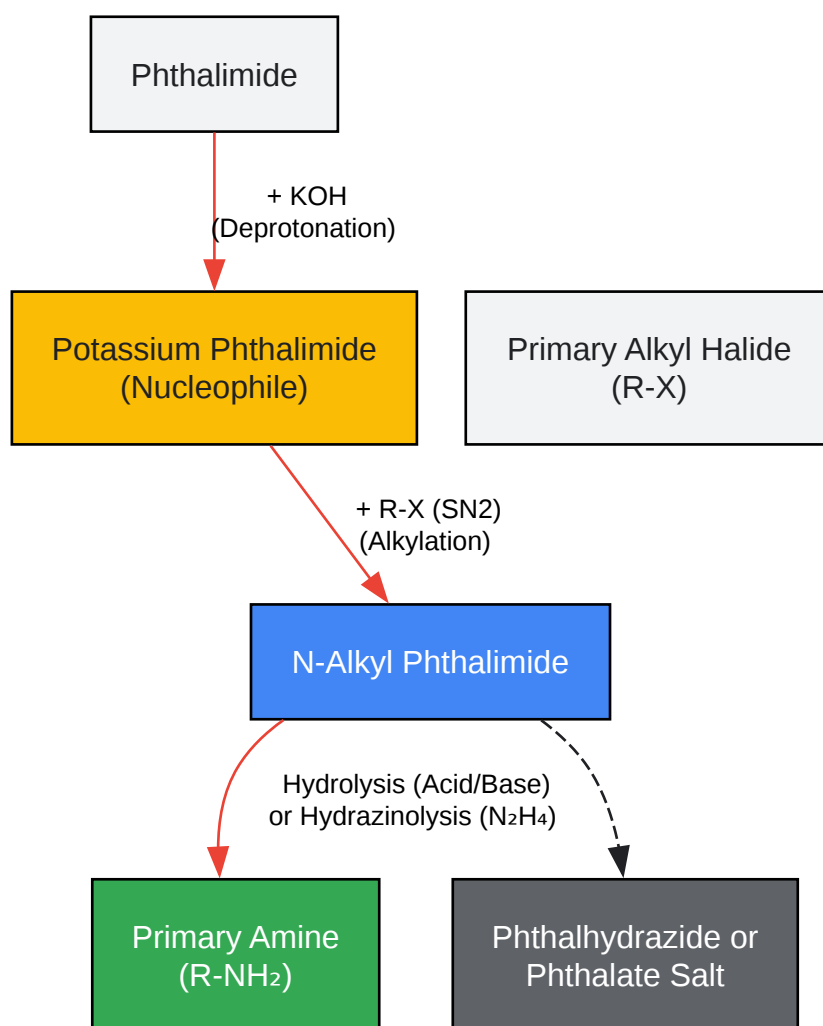 Phthalimide
+ KOH
(Deprotonation)
Potassium Phthalimide
(Nucleophile)
Primary Alkyl Halide
(R-X)
+ R-X (SN2)
(Alkylation)
N-Alkyl Phthalimide
Hydrolysis (Acid/Base)
or Hydrazinolysis (N₂H₄)
Primary Amine
(R-NH₂)
Phthalhydrazide or
Phthalate Salt